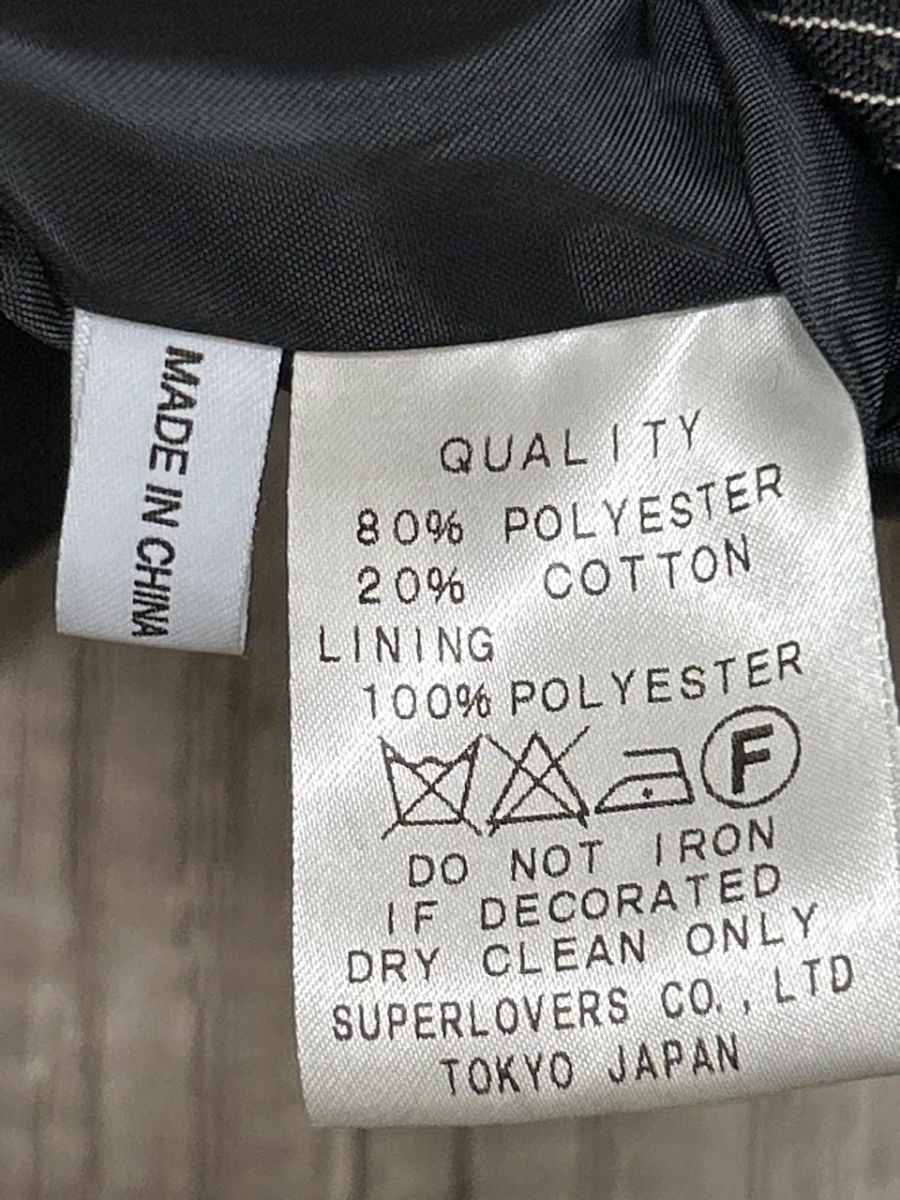 MADE IN CHINA
QUALITY
80% POLYESTER
20% COTTON
LINING
100% POLYESTER
F
DO NOT IRON
IF DECORATED
DRY CLEAN ONLY
SUPERLOVERS CO., LTD
TOKYO JAPAN